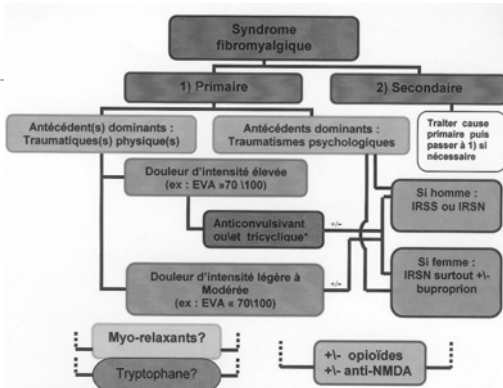 Syndrome
fibromyalgique
1) Primaire
2) Secondaire
Antécédent(s) dominants :
Traumatiques(s) physique(s)
Antécédents dominants :
Traumatismes psychologiques
Traiter cause
primaire puis
passer à 1) si
nécessaire
Douleur d'intensité élevée
(ex : EVA »70 \100)
Si homme :
IRSS ou IRSN
Anticonvulsivant
ou\et tricyclique*
+/-
Douleur d'intensité légère à
Modérée
(ex : EVA « 70\100)
+/-
Si femme :
IRSN surtout +\-
buproprion
Myo-relaxants?
Tryptophane?
+\- opioïdes
+\- anti-NMDA